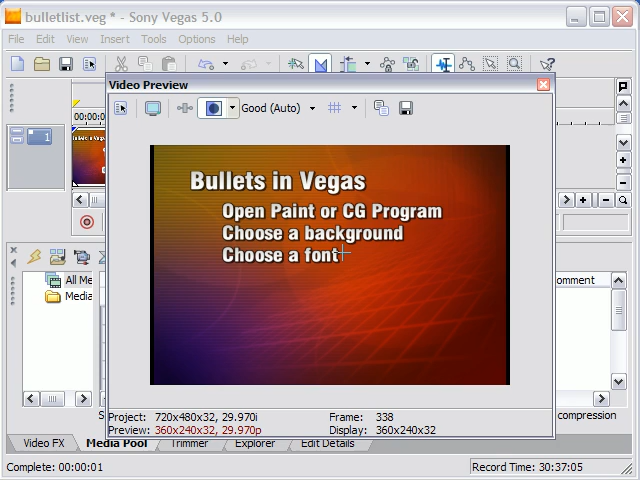 bulletlist.veg * - Sony Vegas 5.0
File Edit View Insert Tools Options Help
Video Preview
Good (Auto)
00:00:0
1
Bullets in Vegas
Open Paint or CG Program
Choose a background
Choose a font
All Me
Media
omment
Project: 720x480x32, 29.970i Frame: 338
Preview: 360x240x32, 29.970p Display: 360x240x32
S
compression
Video FX Media Pool Trimmer Explorer Edit Details
Complete: 00:00:01 Record Time: 30:37:05